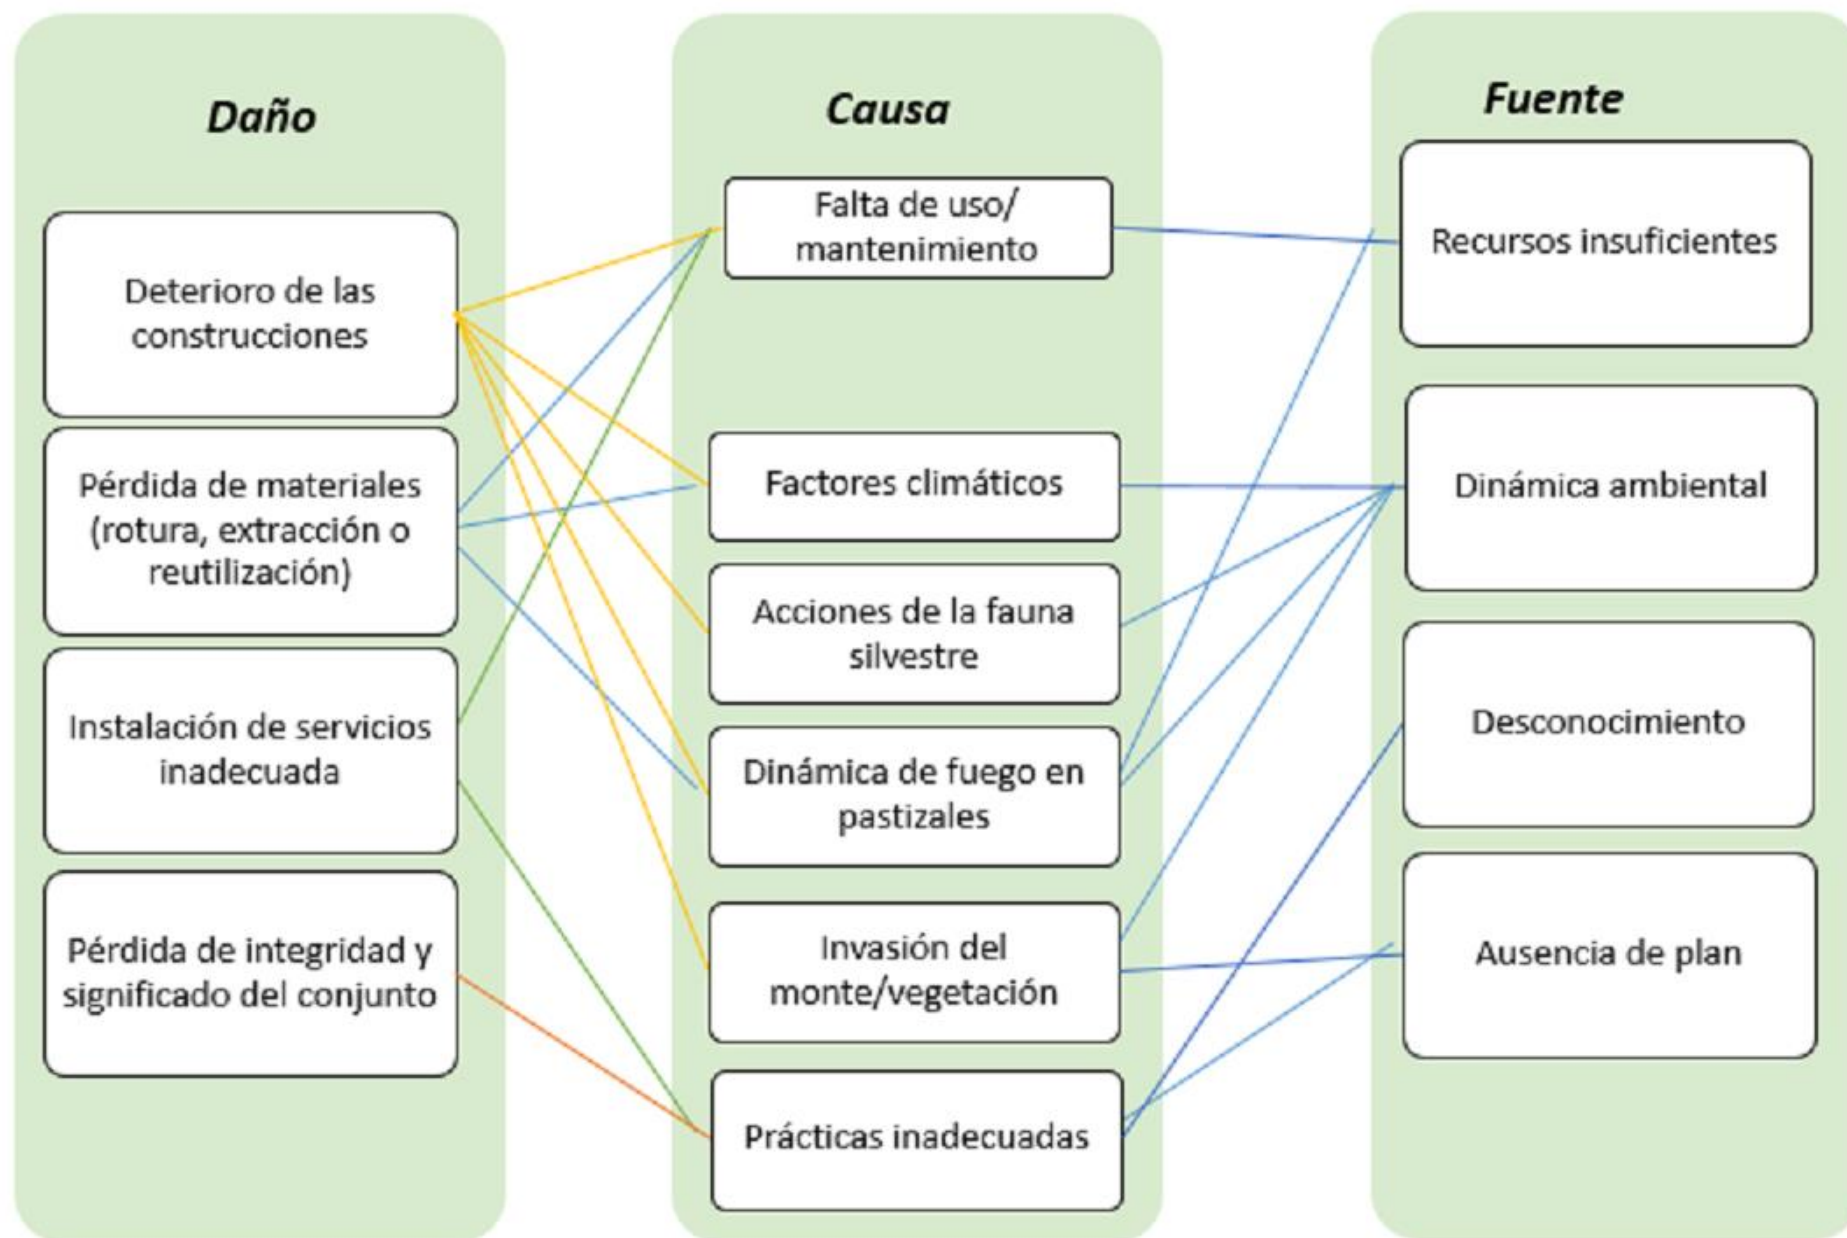 Daño
Deterioro de las
construcciones
Pérdida de materiales
(rotura, extracción o
reutilización)
Instalación de servicios
inadecuada
Pérdida de integridad y
significado del conjunto
Causa
Falta de uso/
mantenimiento
Factores climáticos
Acciones de la fauna
silvestre
Dinámica de fuego en
pastizales
Invasión del
monte/vegetación
Prácticas inadecuadas
Fuente
Recursos insuficientes
Dinámica ambiental
Desconocimiento
Ausencia de plan